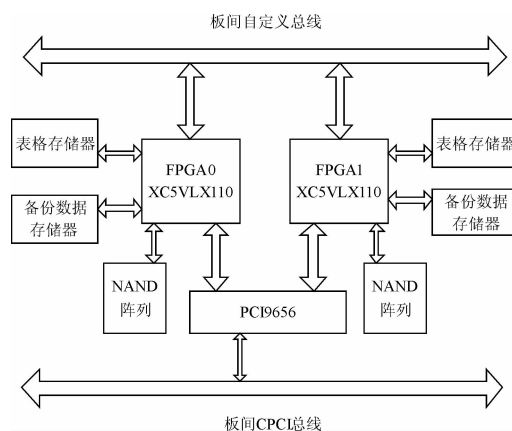 板间自定义总线
表格存储器
FPGA0
XC5VLX110
FPGA1
XC5VLX110
表格存储器
备份数据
存储器
备份数据
存储器
NAND
阵列
PCI9656
NAND
阵列
板间CPCI总线